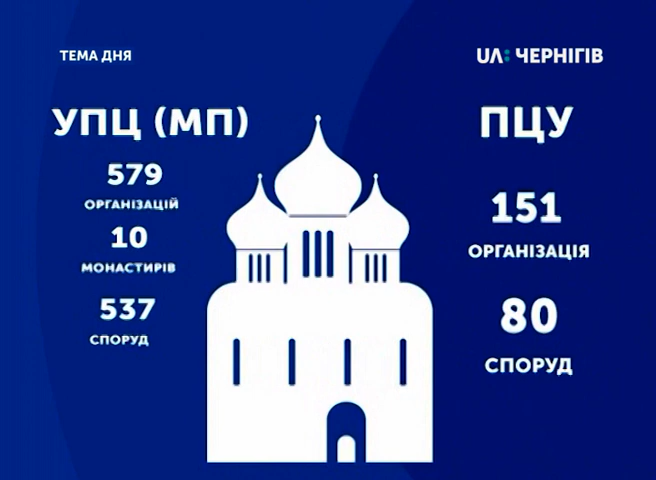 ТЕМА ДНЯ
UA: ЧЕРНІГІВ
УПЦ (МП)
579
ОРГАНІЗАЦІЙ
10
МОНАСТИРІВ
537
СПОРУД
ПЦУ
151
ОРГАНІЗАЦІЯ
80
СПОРУД